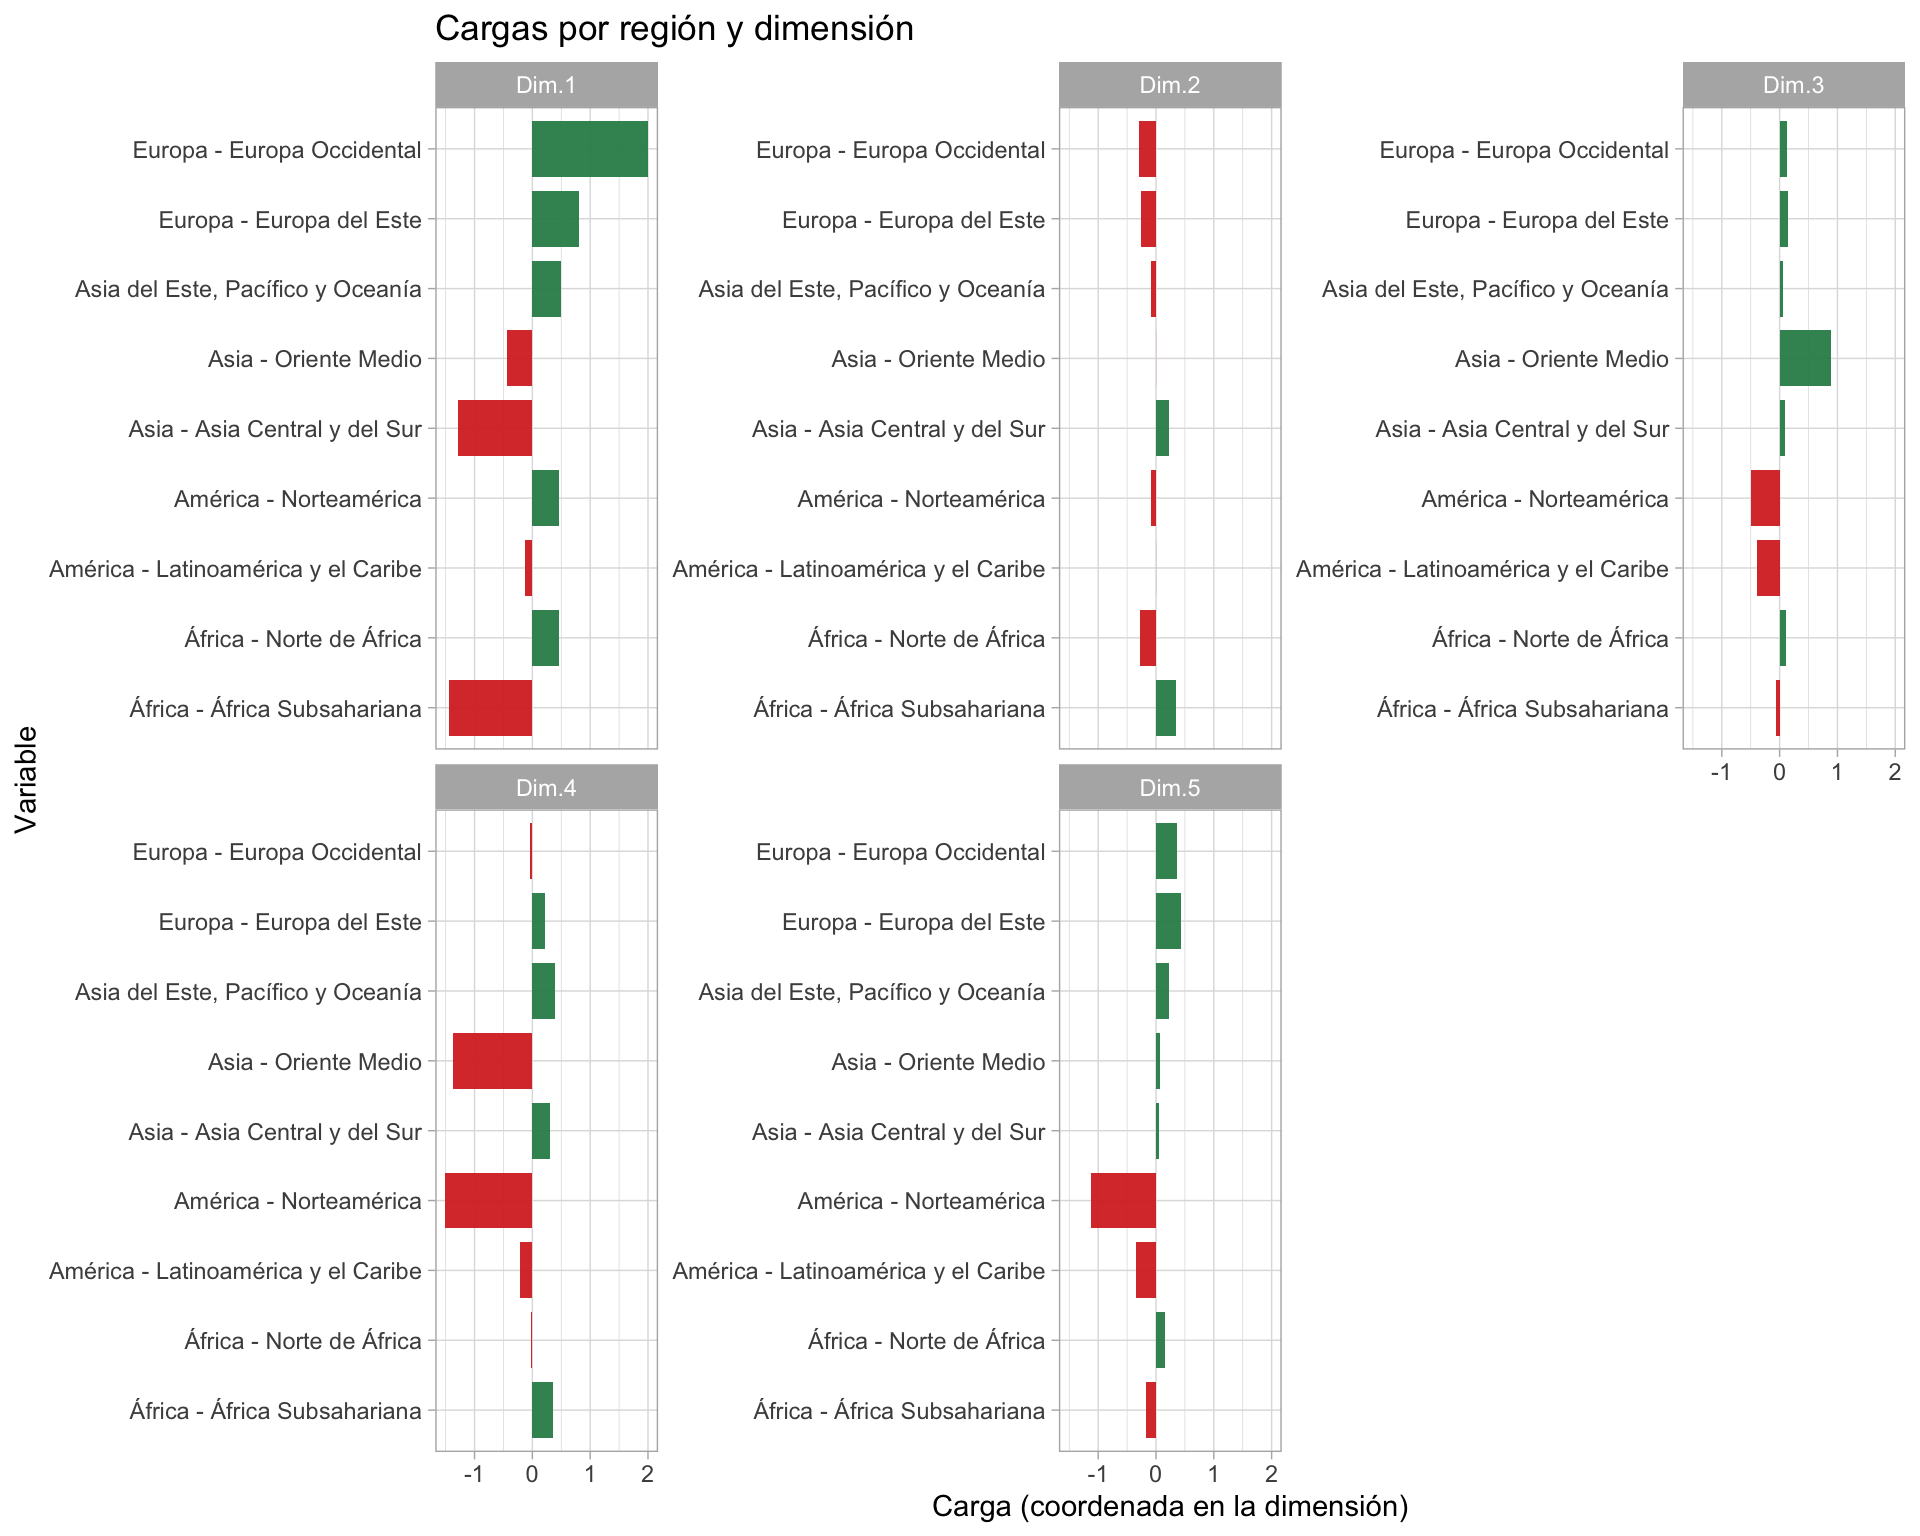 Cargas por región y dimensión
Dim.1
Dim.2
Dim.3
Europa - Europa Occidental
Europa - Europa del Este
Asia del Este, Pacífico y Oceanía
Asia - Oriente Medio
Asia - Asia Central y del Sur
América - Norteamérica
América - Latinoamérica y el Caribe
África - Norte de África
África - África Subsahariana
Europa - Europa Occidental
Europa - Europa del Este
Asia del Este, Pacífico y Oceanía
Asia - Oriente Medio
Asia - Asia Central y del Sur
América - Norteamérica
América - Latinoamérica y el Caribe
África - Norte de África
África - África Subsahariana
Europa - Europa Occidental
Europa - Europa del Este
Asia del Este, Pacífico y Oceanía
Asia - Oriente Medio
Asia - Asia Central y del Sur
América - Norteamérica
América - Latinoamérica y el Caribe
África - Norte de África
África - África Subsahariana
-1 0 1 2
Variable
Dim.4
Dim.5
Europa - Europa Occidental
Europa - Europa del Este
Asia del Este, Pacífico y Oceanía
Asia - Oriente Medio
Asia - Asia Central y del Sur
América - Norteamérica
América - Latinoamérica y el Caribe
África - Norte de África
África - África Subsahariana
-1 0 1 2
Europa - Europa Occidental
Europa - Europa del Este
Asia del Este, Pacífico y Oceanía
Asia - Oriente Medio
Asia - Asia Central y del Sur
América - Norteamérica
América - Latinoamérica y el Caribe
África - Norte de África
África - África Subsahariana
-1 0 1 2
Carga (coordenada en la dimensión)